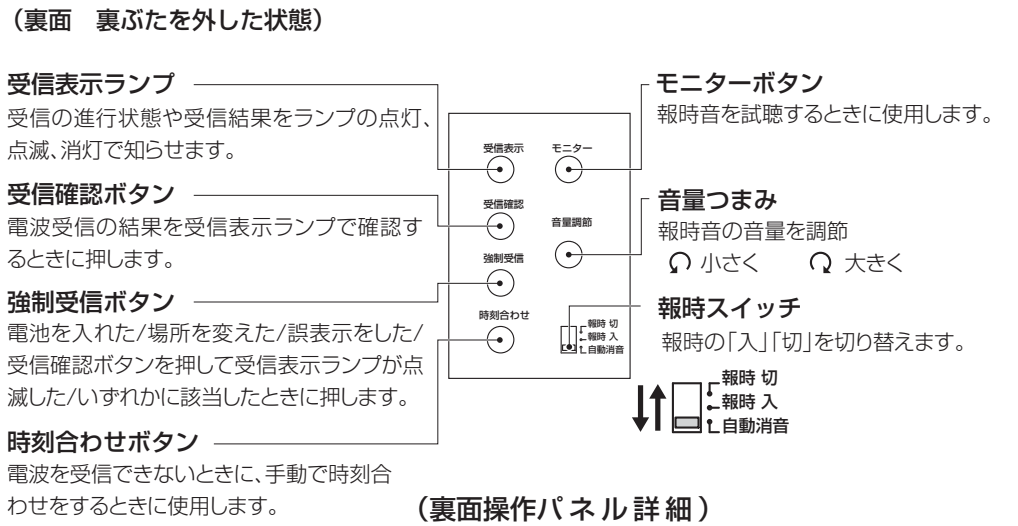 （裏面　裏ぶたを外した状態）
受信表示ランプ
受信の進行状態や受信結果をランプの点灯、
点滅、消灯で知らせます。
受信確認ボタン
電波受信の結果を受信表示ランプで確認す
るときに押します。
強制受信ボタン
電池を入れた/場所を変えた/誤表示をした/
受信確認ボタンを押して受信表示ランプが点
滅した/いずれかに該当したときに押します。
時刻合わせボタン
電波を受信できないときに、手動で時刻合
わせをするときに使用します。
受信表示
モニター
受信確認
音量調節
強制受信
時刻合わせ
報時 切
報時 入
自動消音
モニターボタン
報時音を試聴するときに使用します。
音量つまみ
報時音の音量を調節
小さく
大きく
報時スイッチ
報時の「入」「切」を切り替えます。
報時 切
報時 入
自動消音
（裏面操作パネル詳細）